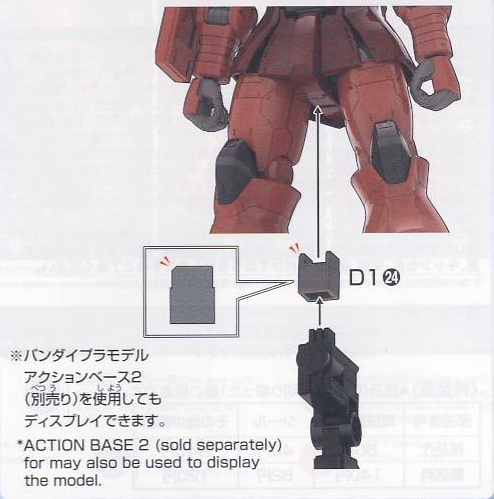 D1㉔
※バンダイプラモデル
アクションベース2
(別売り)を使用しても
ディスプレイできます。
*ACTION BASE 2 (sold separately)
for may also be used to display
the model.